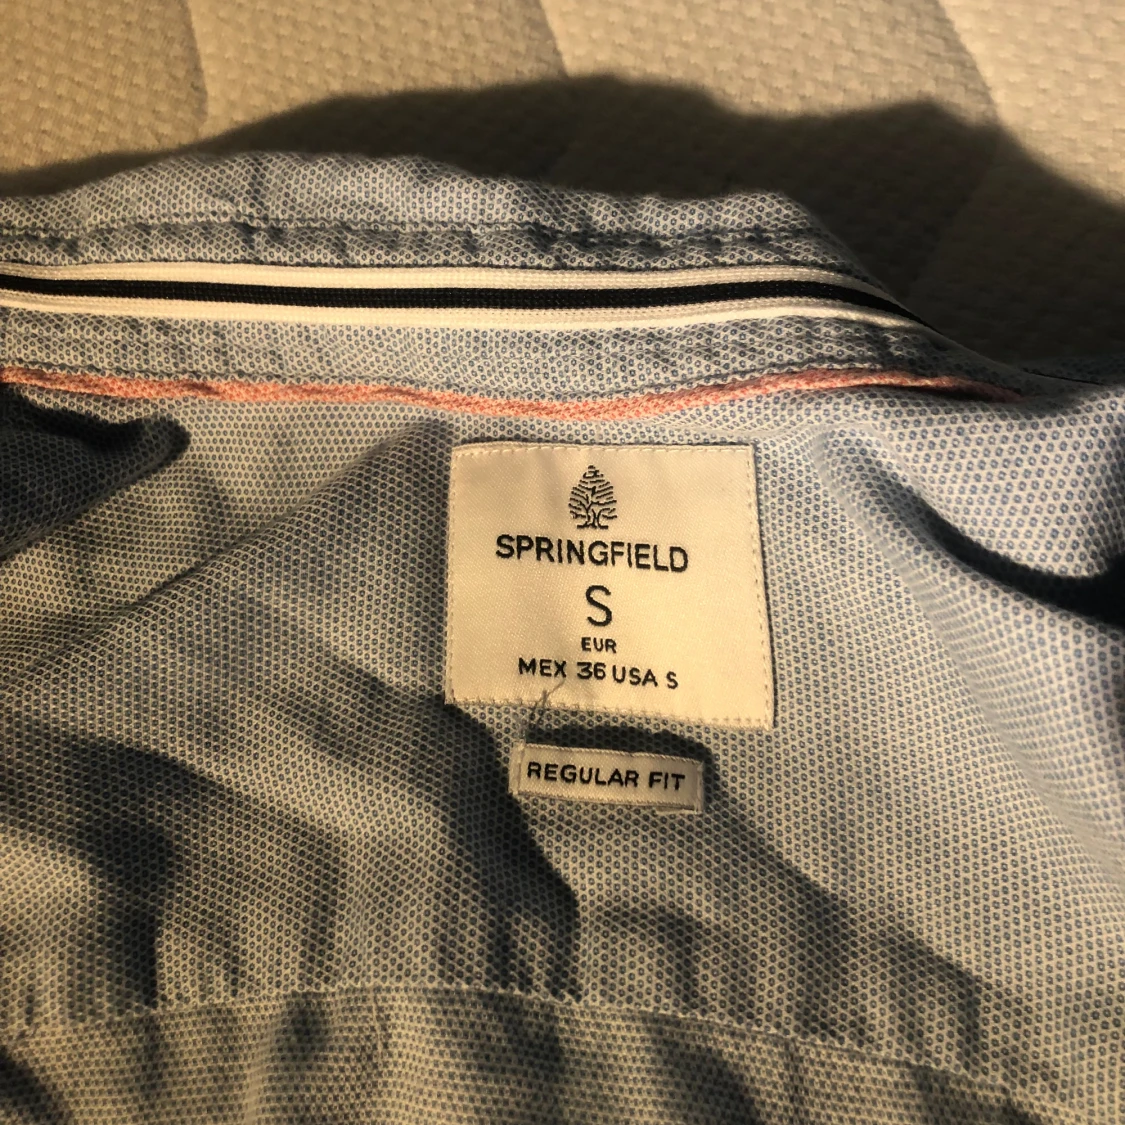 SPRINGFIELD
S
EUR
MEX 36 USA S
REGULAR FIT